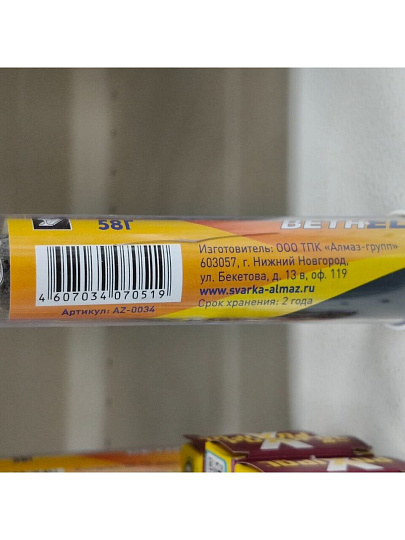 58Г
BETHEL
Изготовитель: ООО ТПК «Алмаз-групп»
603057, г. Нижний Новгород,
ул. Бекетова, д. 13 в, оф. 119
www.svarka-almaz.ru
Срок хранения: 2 года
4 607034 070519
Артикул: AZ-0034